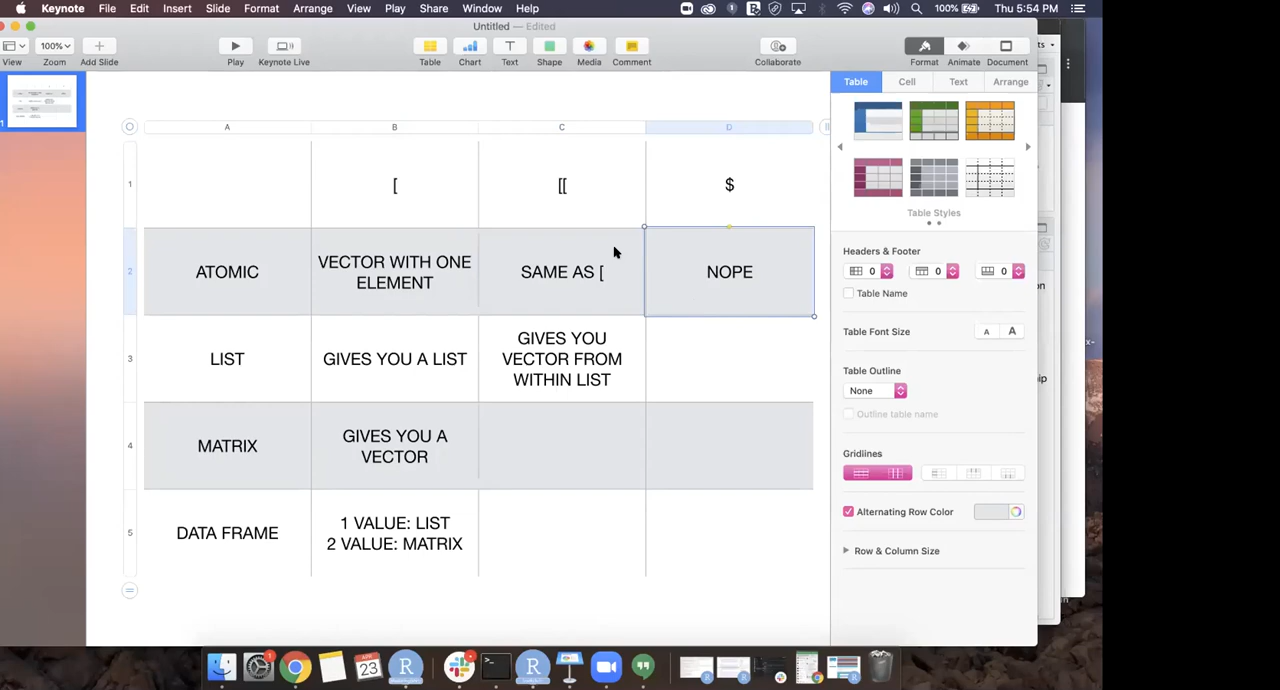 Keynote File Edit Insert Slide Format Arrange View Play Share Window Help 100% Thu 5:54 PM
Untitled — Edited
100%
View Zoom Add Slide Play Keynote Live Table Chart Text Shape Media Comment Collaborate Format Animate Document
Table Cell Text Arrange
1
A B C D
1 [ [[ $
2 ATOMIC
VECTOR WITH ONE
ELEMENT
SAME AS [
NOPE
3 LIST
GIVES YOU A LIST
GIVES YOU
VECTOR FROM
WITHIN LIST
4 MATRIX
GIVES YOU A
VECTOR
5 DATA FRAME
1 VALUE: LIST
2 VALUE: MATRIX
Table Styles
Headers & Footer
0 0 0
Table Name
Table Font Size
A A
Table Outline
None
Outline table name
Gridlines
Alternating Row Color
Row & Column Size
APR
23